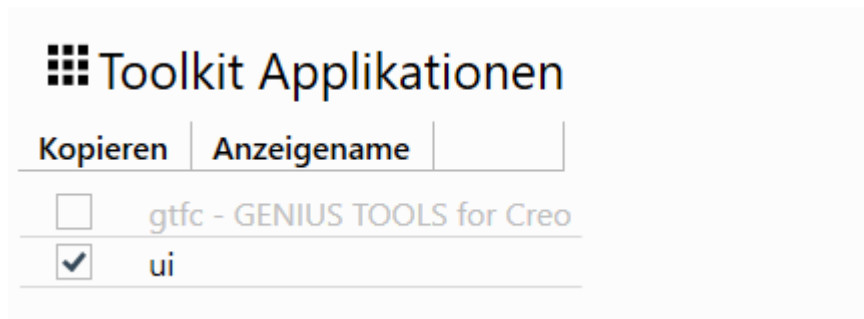 Toolkit Applikationen
Kopieren Anzeigename
gtfc - GENIUS TOOLS for Creo
ui